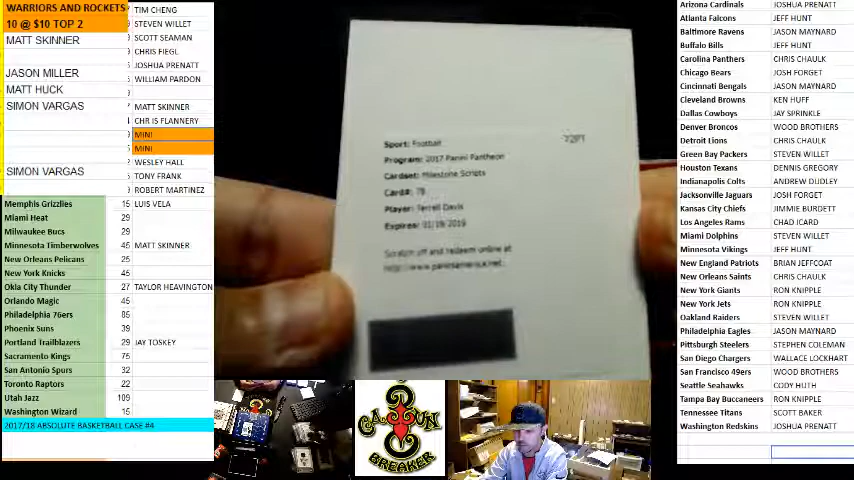 WARRIORS AND ROCKETS
10 @ $10 TOP 2
MATT SKINNER
JASON MILLER
MATT HUCK
SIMON VARGAS
SIMON VARGAS
TIM CHENG
STEVEN WILLET
SCOTT SEAMAN
CHRIS FIEGL
JOSHUA PRENATT
WILLIAM PARDON
MATT SKINNER
CHR IS FLANNERY
MINI
MINI
WESLEY HALL
TONY FRANK
ROBERT MARTINEZ
Memphis Grizzlies 15 LUIS VELA
Miami Heat 29
Milwaukee Bucs 29
Minnesota Timberwolves 45 MATT SKINNER
New Orleans Pelicans 25
New York Knicks 45
Okla City Thunder 27 TAYLOR HEAVINGTON
Orlando Magic 45
Philadelphia 76ers 85
Phoenix Suns 39
Portland Trailblazers 29 JAY TOSKEY
Sacramento Kings 75
San Antonio Spurs 32
Toronto Raptors 22
Utah Jazz 109
Washington Wizard 15
2017/18 ABSOLUTE BASKETBALL CASE #4
Sport: Football
Program: 2017 Panini Pantheon
Cardset: Milestone Scripts
Card#: 78
Player: Terrell Davis
Expires: 01/19/2019
Scratch off and redeem online at
http://www.paniniamerica.net
CAJUN
BREAKER
Arizona Cardinals JOSHUA PRENATT
Atlanta Falcons JEFF HUNT
Baltimore Ravens JASON MAYNARD
Buffalo Bills JEFF HUNT
Carolina Panthers CHRIS CHAULK
Chicago Bears JOSH FORGET
Cincinnati Bengals JASON MAYNARD
Cleveland Browns KEN HUFF
Dallas Cowboys JAY SPRINKLE
Denver Broncos WOOD BROTHERS
Detroit Lions CHRIS CHAULK
Green Bay Packers STEVEN WILLET
Houston Texans DENNIS GREGORY
Indianapolis Colts ANDREW DUDLEY
Jacksonville Jaguars JOSH FORGET
Kansas City Chiefs JIMMIE BURDETT
Los Angeles Rams CHAD ICARD
Miami Dolphins STEVEN WILLET
Minnesota Vikings JEFF HUNT
New England Patriots BRIAN JEFFCOAT
New Orleans Saints CHRIS CHAULK
New York Giants RON KNIPPLE
New York Jets RON KNIPPLE
Oakland Raiders STEVEN WILLET
Philadelphia Eagles JASON MAYNARD
Pittsburgh Steelers STEPHEN COLEMAN
San Diego Chargers WALLACE LOCKHART
San Francisco 49ers WOOD BROTHERS
Seattle Seahawks CODY HUTH
Tampa Bay Buccaneers RON KNIPPLE
Tennessee Titans SCOTT BAKER
Washington Redskins JOSHUA PRENATT